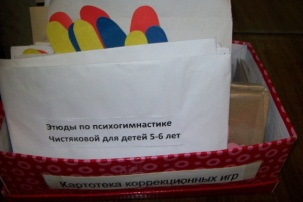 Этюды по психогимнастике
Чистяковой для детей 5-6 лет
Картотека коррекционных игр